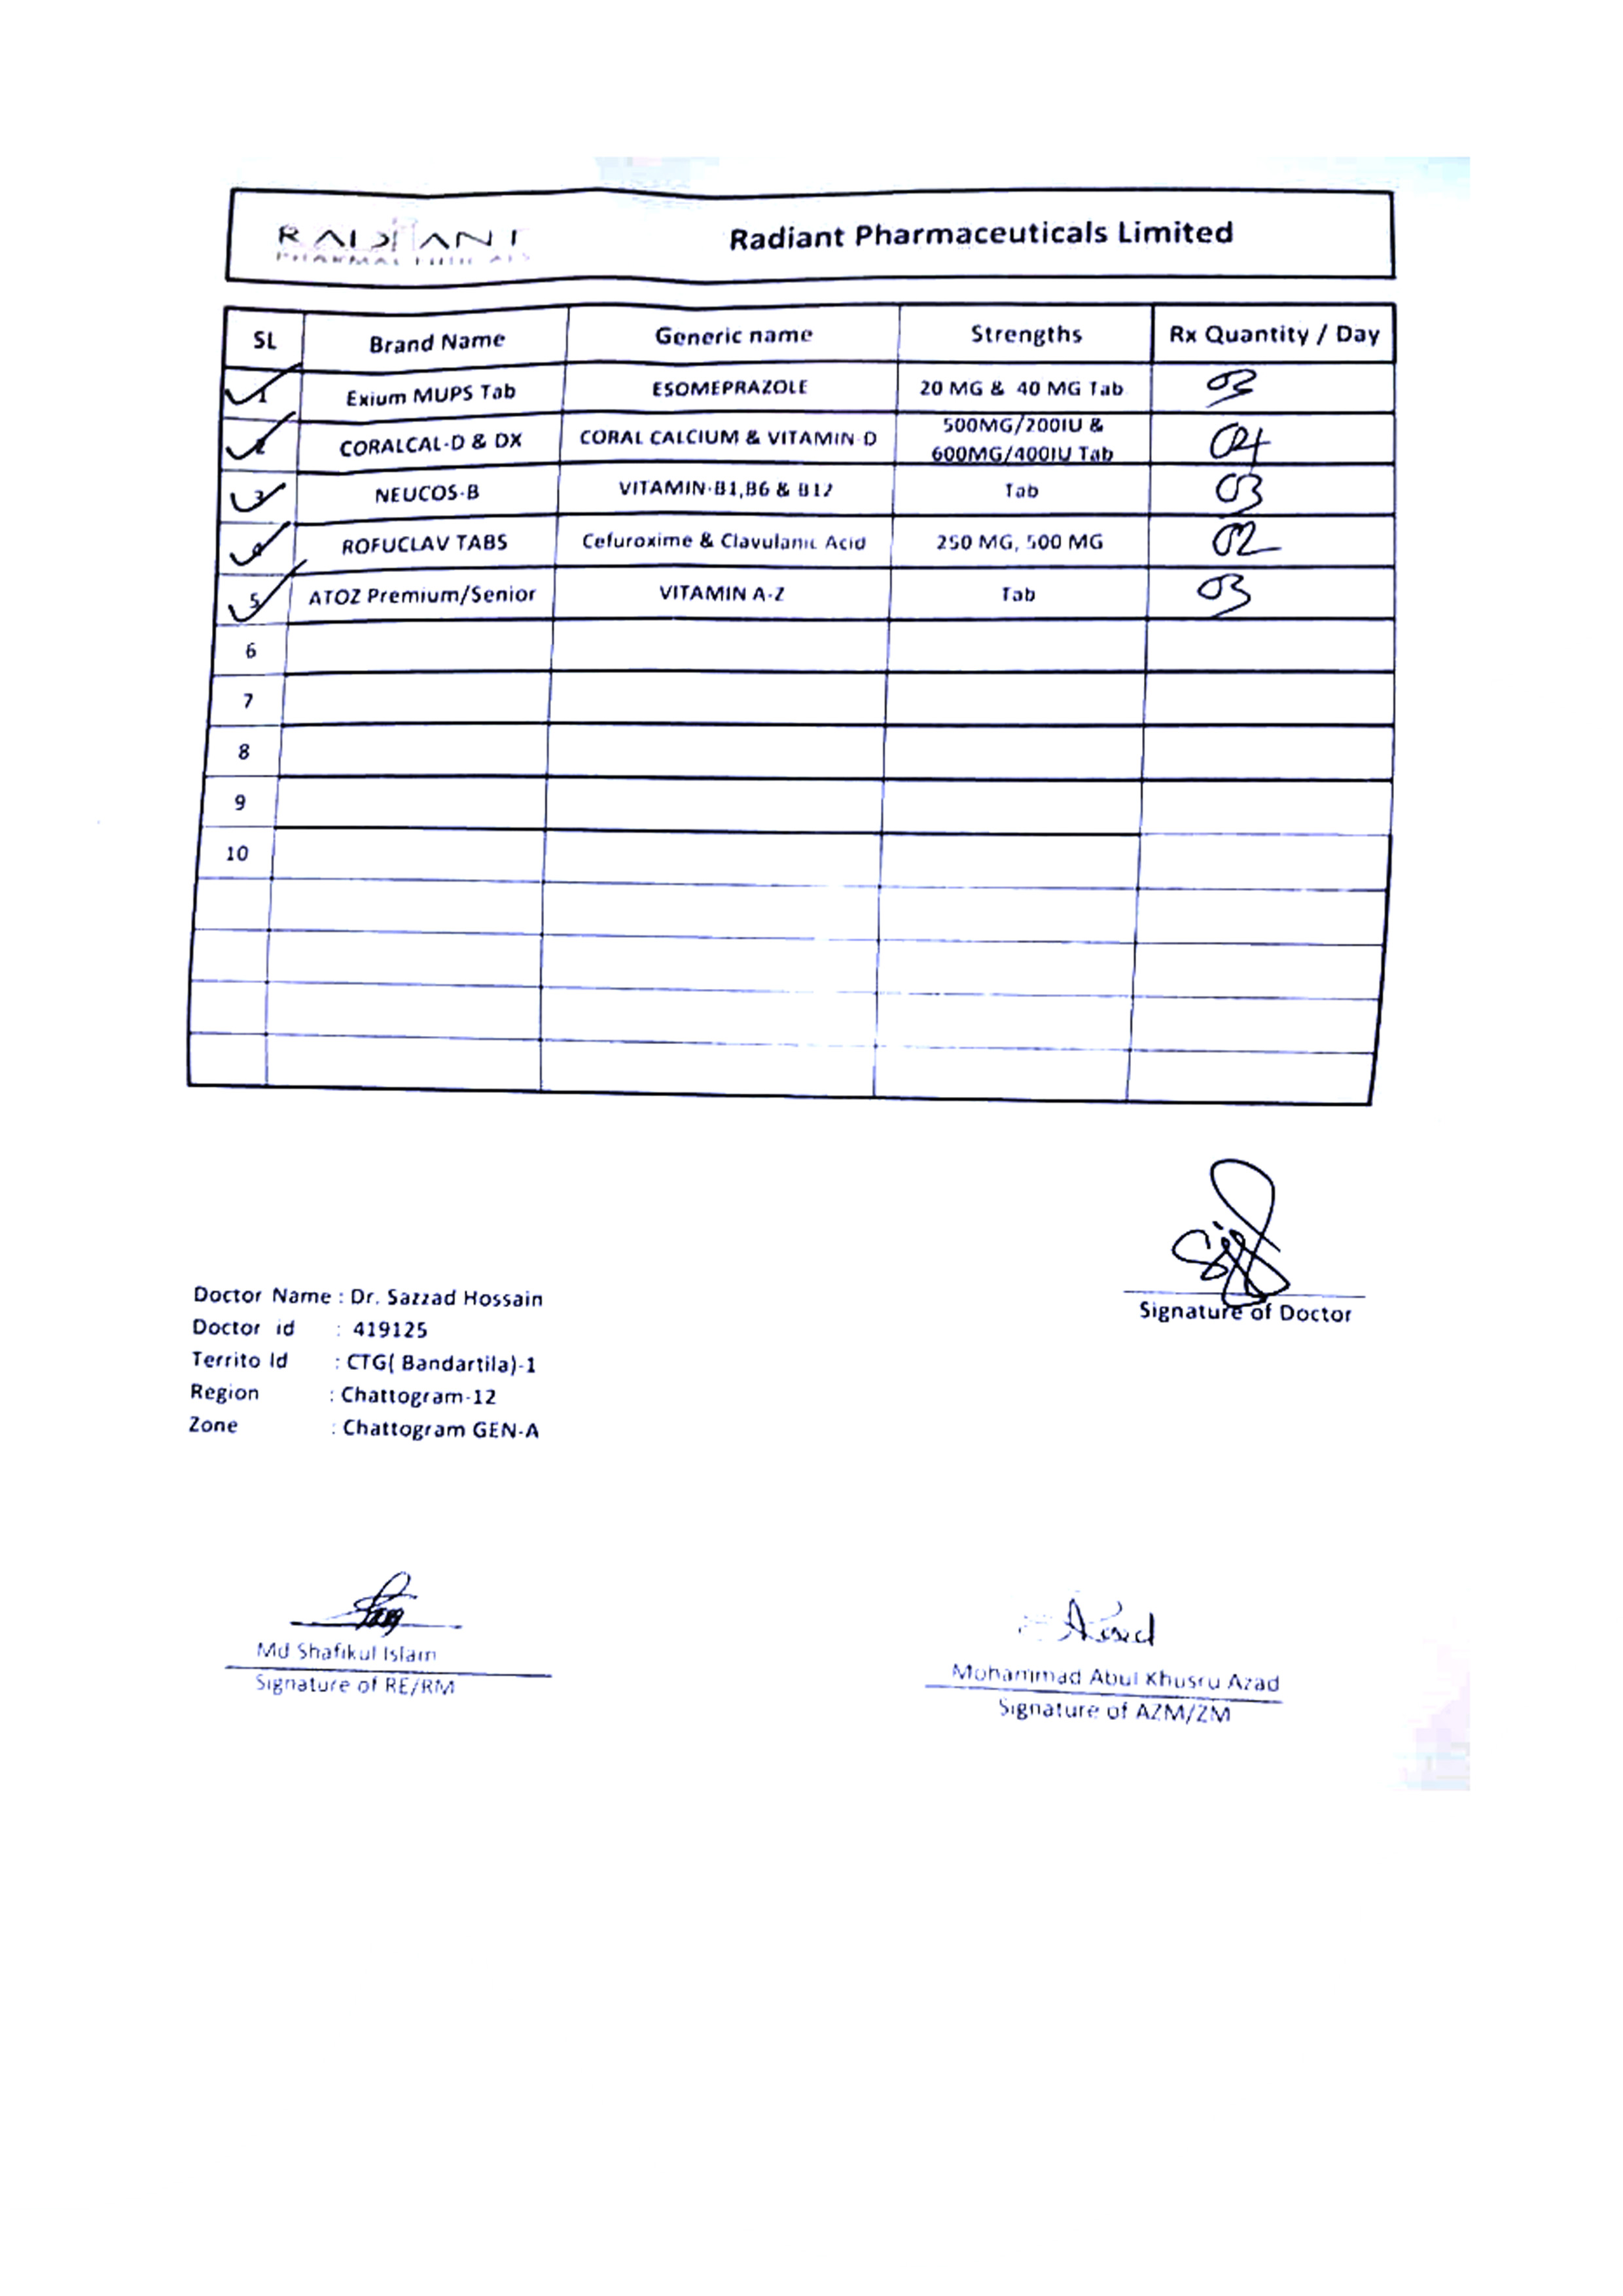 RADIANT
PHARMACEUTICALS
Radiant Pharmaceuticals Limited
SL Brand Name Generic name Strengths Rx Quantity / Day
1 Exium MUPS Tab ESOMEPRAZOLE 20 MG & 40 MG Tab 03
2 CORALCAL-D & DX CORAL CALCIUM & VITAMIN-D 500MG/200IU & 600MG/400IU Tab 04
3 NEUCOS-B VITAMIN-B1,B6 & B12 Tab 03
4 ROFUCLAV TABS Cefuroxime & Clavulanic Acid 250 MG, 500 MG 02
5 ATOZ Premium/Senior VITAMIN A-Z Tab 03
6
7
8
9
10
Signature of Doctor
Doctor Name : Dr. Sazzad Hossain
Doctor id : 419125
Territo Id : CTG( Bandartila)-1
Region : Chattogram-12
Zone : Chattogram GEN-A
Azad
Md Shafikul Islam
Signature of RE/RM
Mohammad Abul Khusru Azad
Signature of AZM/ZM